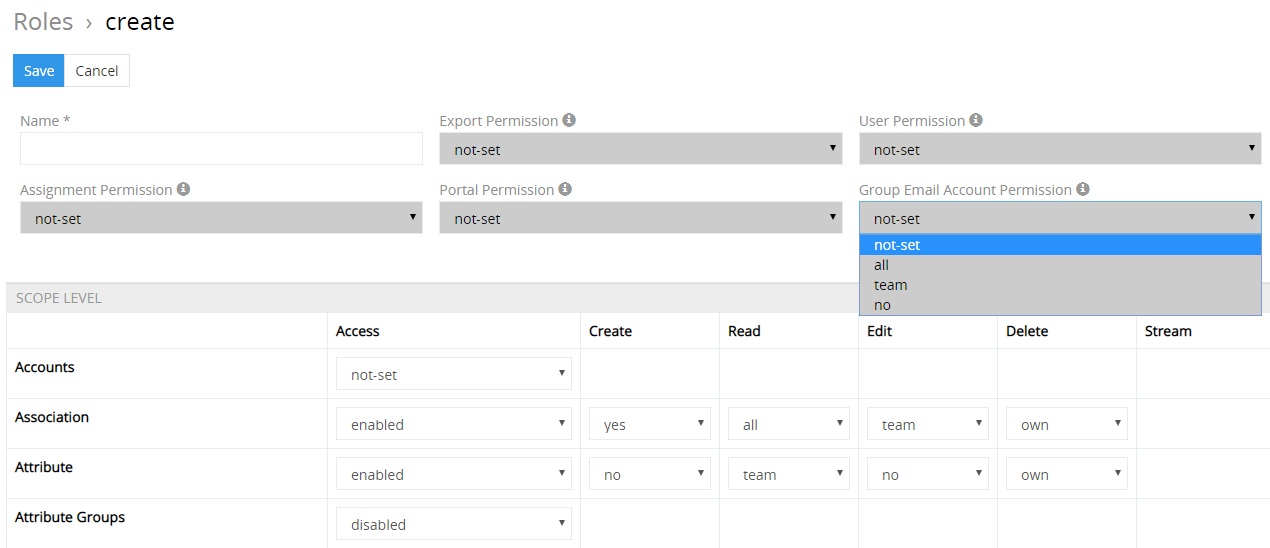 Roles › create
Save Cancel
Name * Export Permission User Permission
not-set not-set
Assignment Permission Portal Permission Group Email Account Permission
not-set not-set not-set
not-set
all
team
no
SCOPE LEVEL
Access Create Read Edit Delete Stream
Accounts not-set
Association enabled yes all team own
Attribute enabled no team no own
Attribute Groups disabled